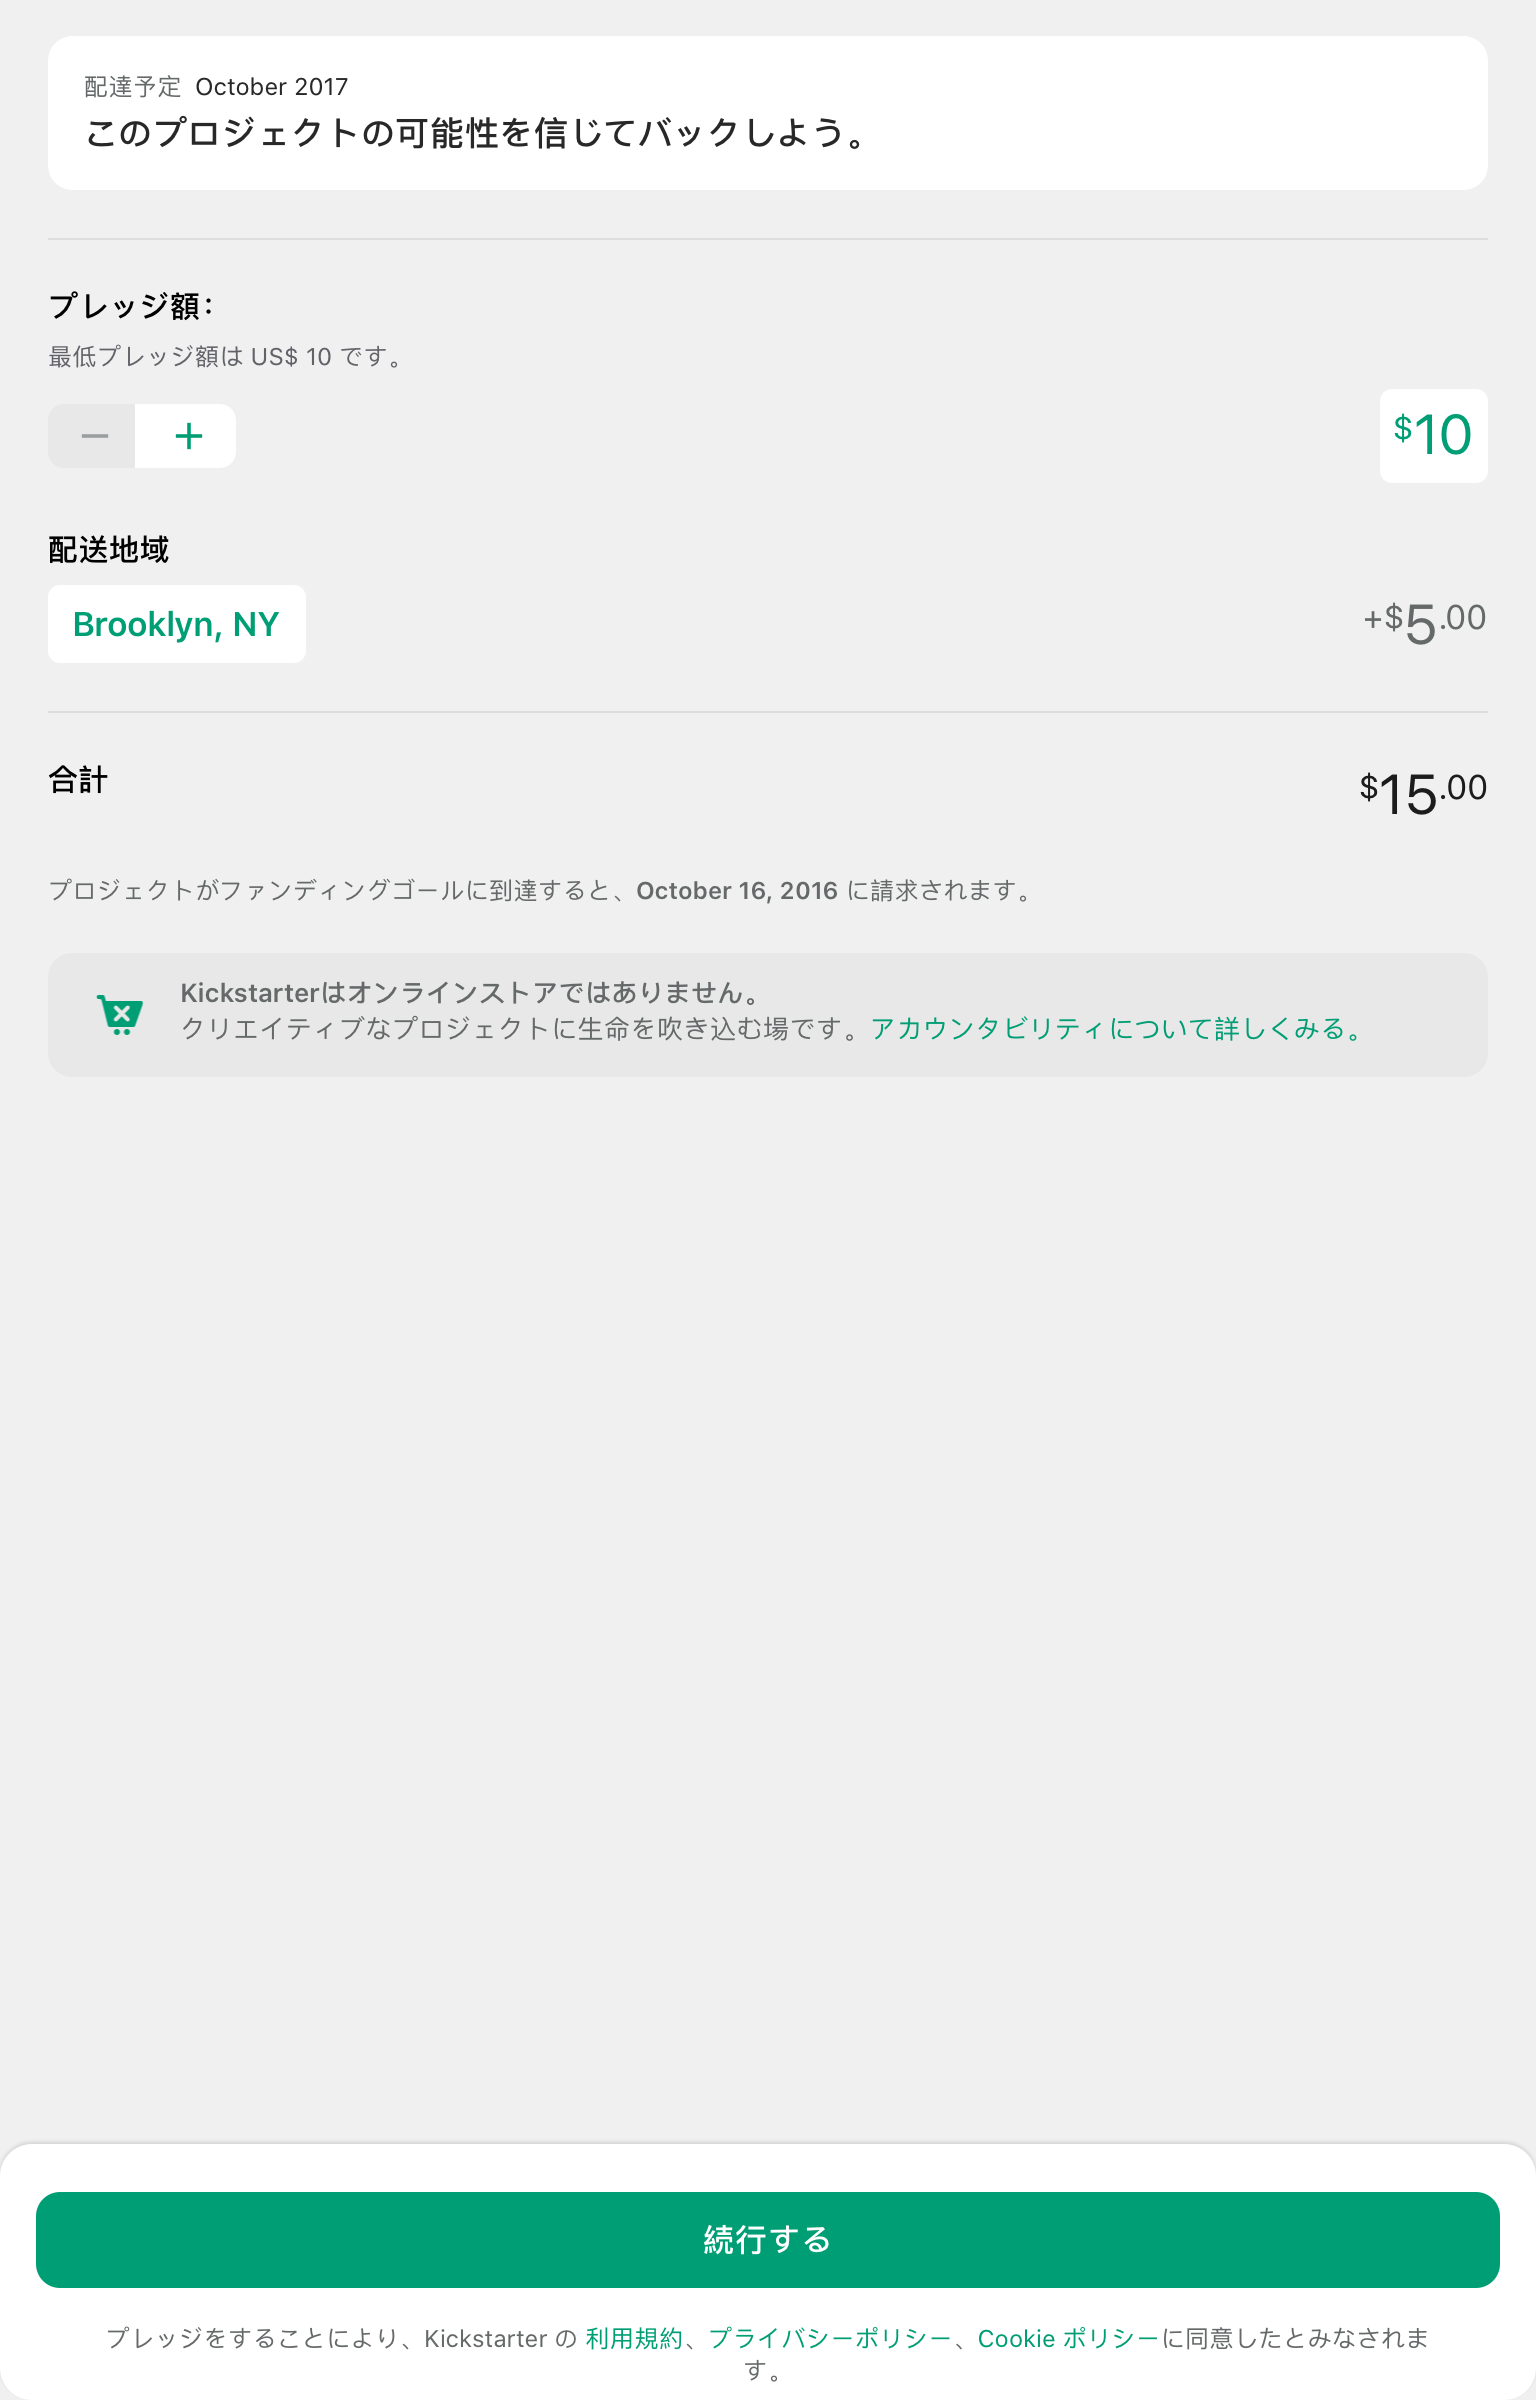 配達予定 October 2017
このプロジェクトの可能性を信じてバックしよう。
プレッジ額:
最低プレッジ額は US$ 10 です。
$10
配送地域
Brooklyn, NY
+$5.00
合計
$15.00
プロジェクトがファンディングゴールに到達すると、October 16, 2016 に請求されます。
Kickstarterはオンラインストアではありません。
クリエイティブなプロジェクトに生命を吹き込む場です。アカウンタビリティについて詳しくみる。
続行する
プレッジをすることにより、Kickstarter の 利用規約、プライバシーポリシー、Cookie ポリシーに同意したとみなされま
す。